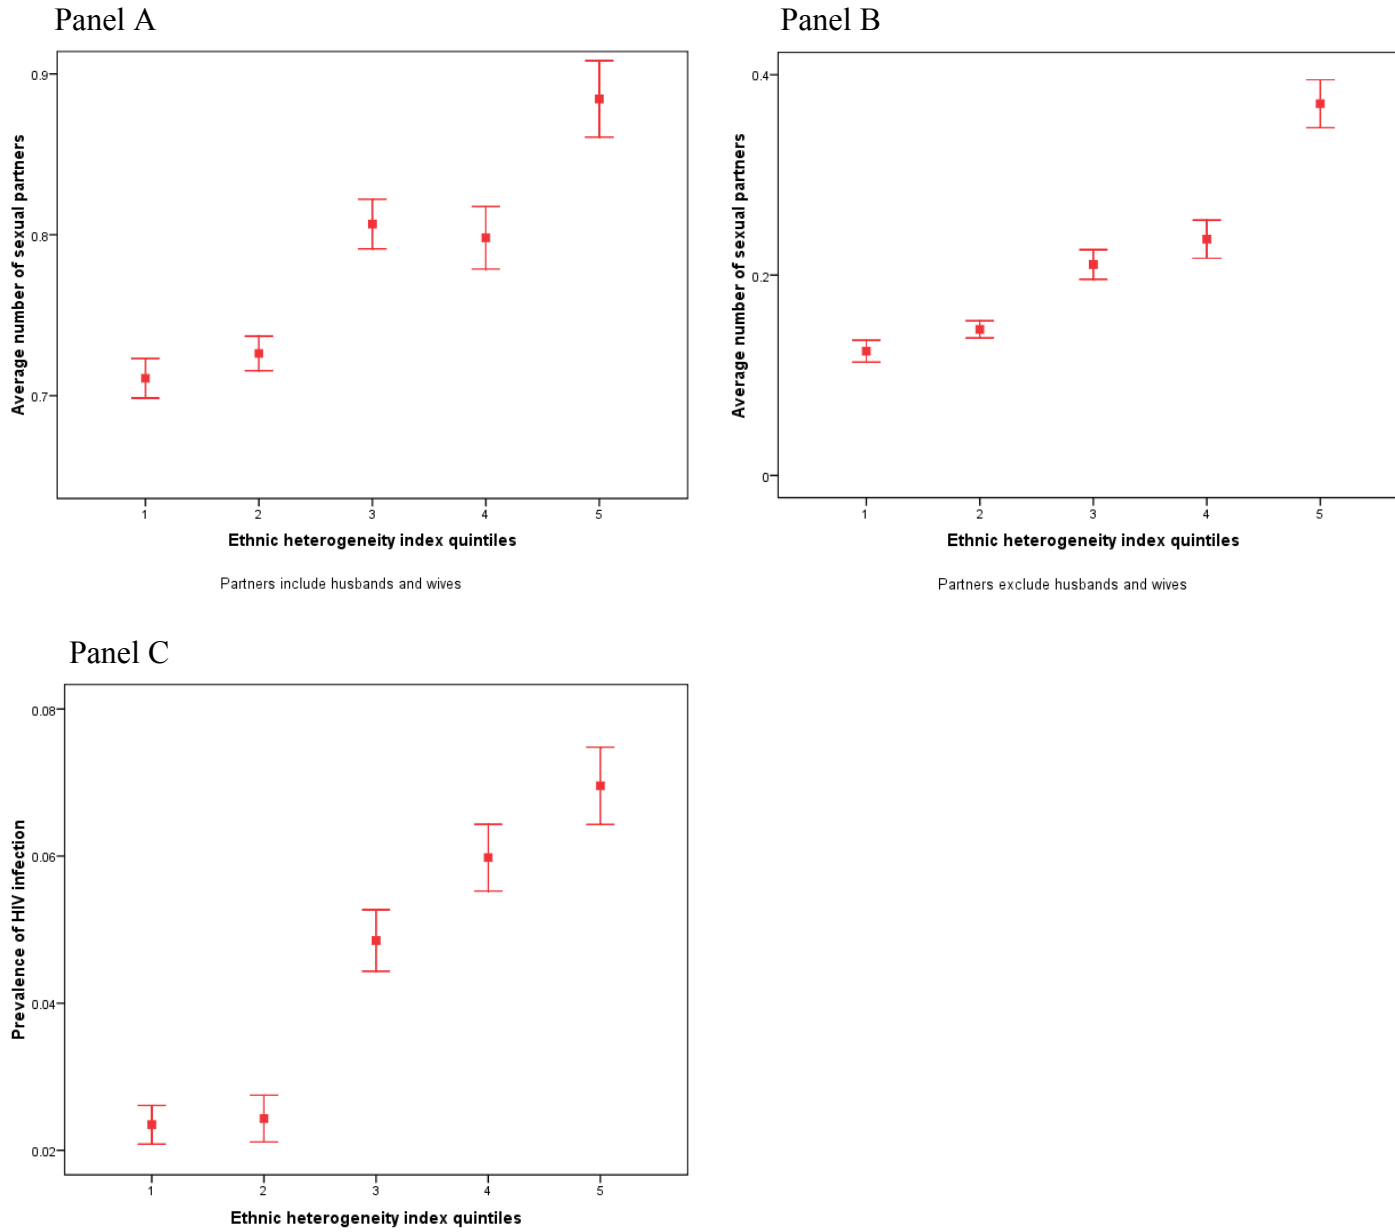 Panel A
0.9
0.8
0.7
Average number of sexual partners
1 2 3 4 5
Ethnic heterogeneity index quintiles
Partners include husbands and wives
Panel B
0.4
0.2
0
Average number of sexual partners
1 2 3 4 5
Ethnic heterogeneity index quintiles
Partners exclude husbands and wives
Panel C
0.08
0.06
0.04
0.02
Prevalence of HIV infection
1 2 3 4 5
Ethnic heterogeneity index quintiles